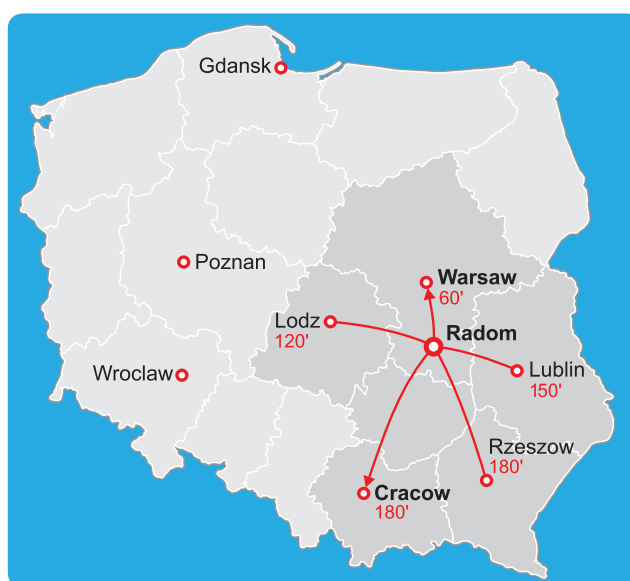 Gdansk
Poznan
Warsaw
60'
Lodz
120'
Radom
Wroclaw
Lublin
150'
Rzeszow
180'
Cracow
180'